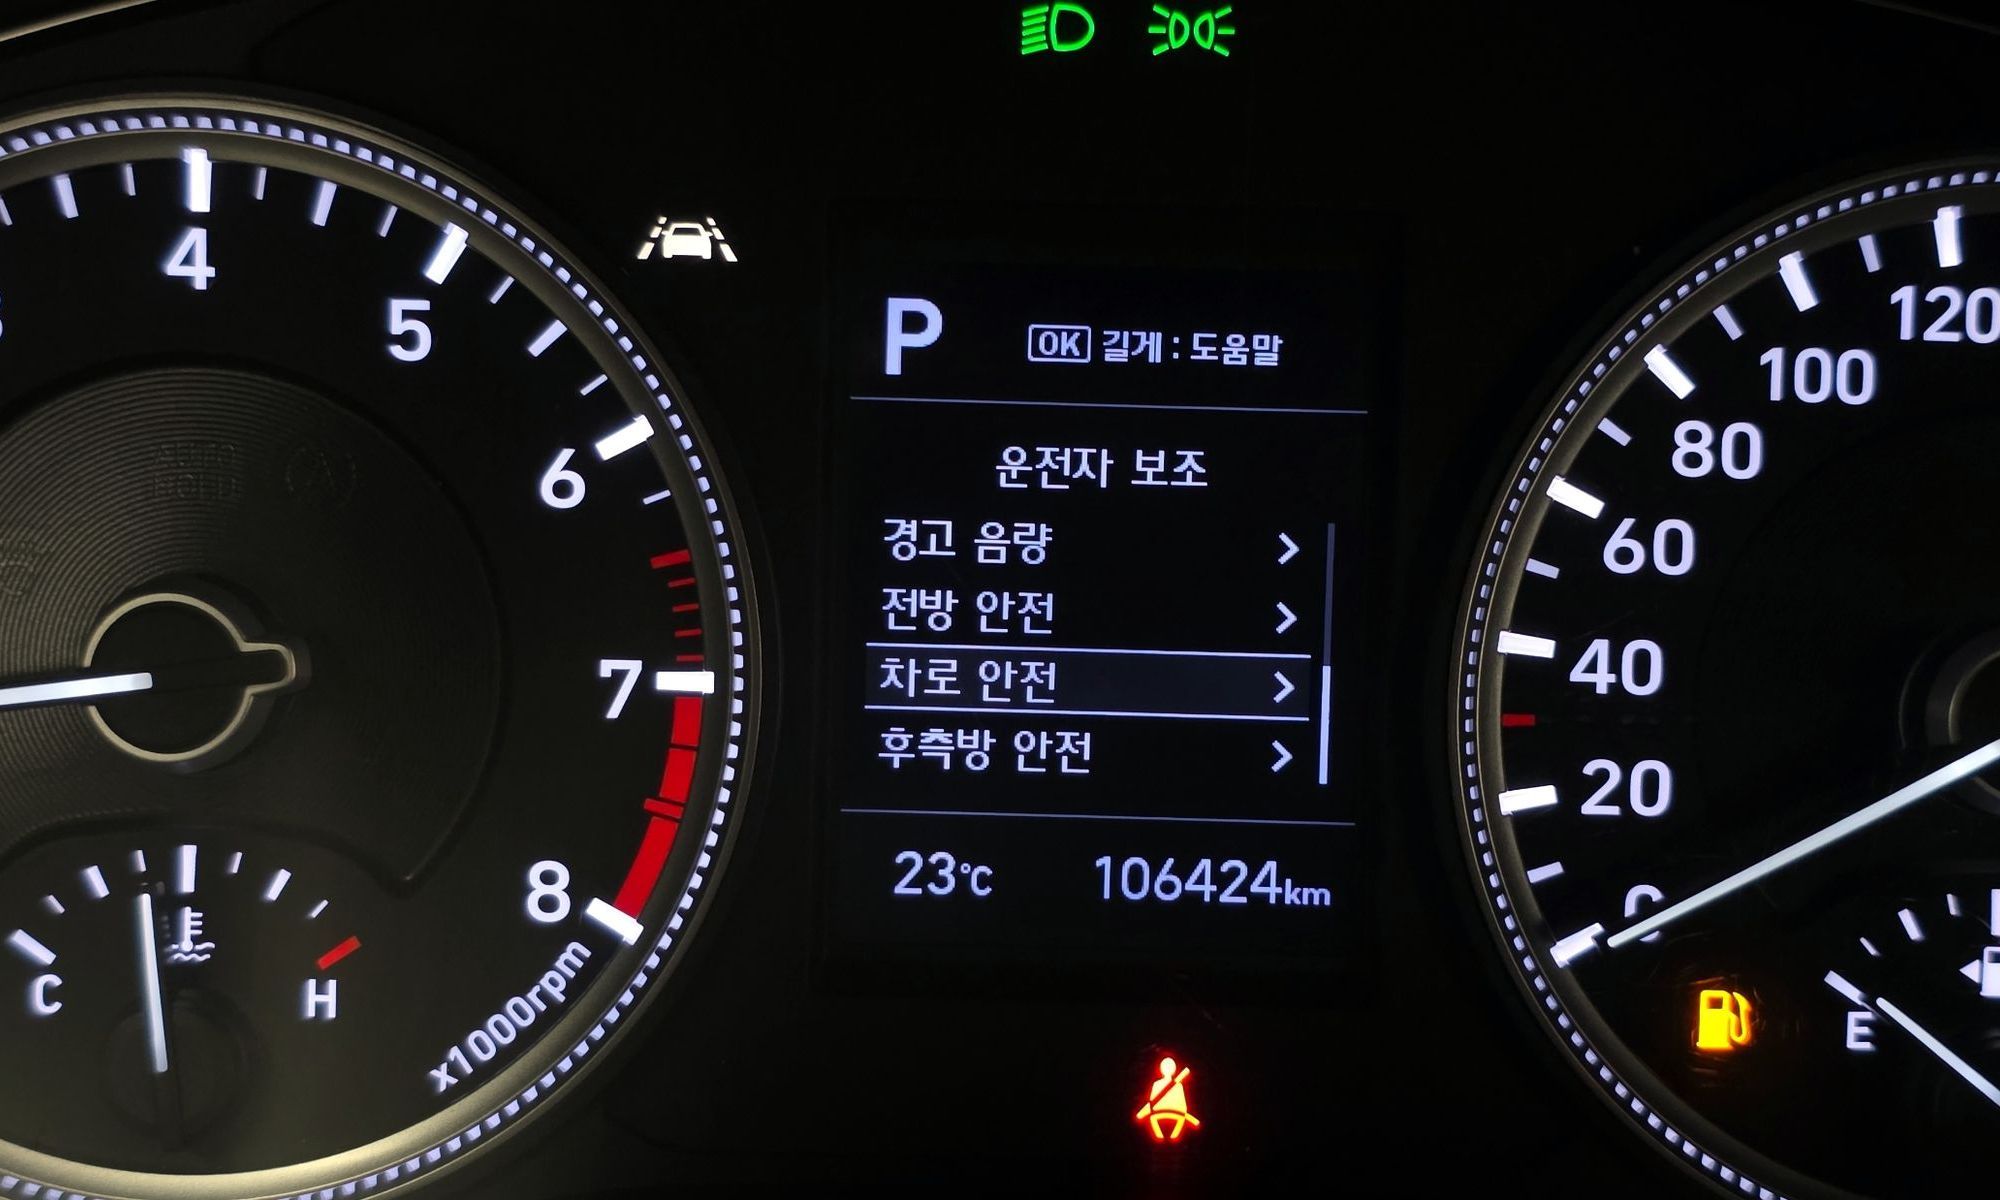 4
5
6
7
8
x1000rpm
C
H
P
OK 길게 : 도움말
운전자 보조
경고 음량
전방 안전
차로 안전
후측방 안전
23°C 106424km
120
100
80
60
40
20
0
E